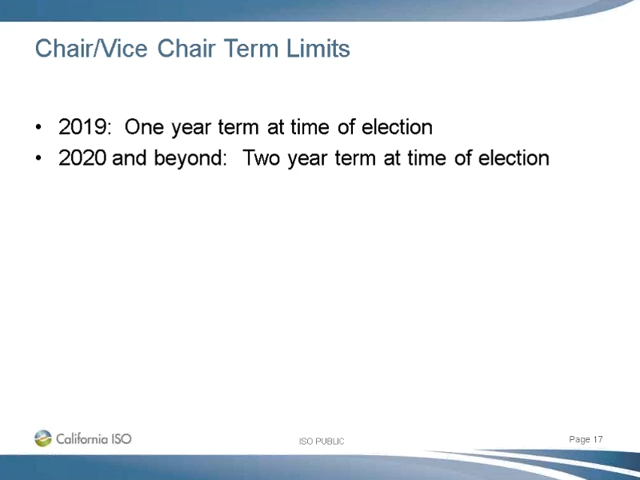 Chair/Vice Chair Term Limits
• 2019: One year term at time of election
• 2020 and beyond: Two year term at time of election
California ISO
ISO PUBLIC
Page 17